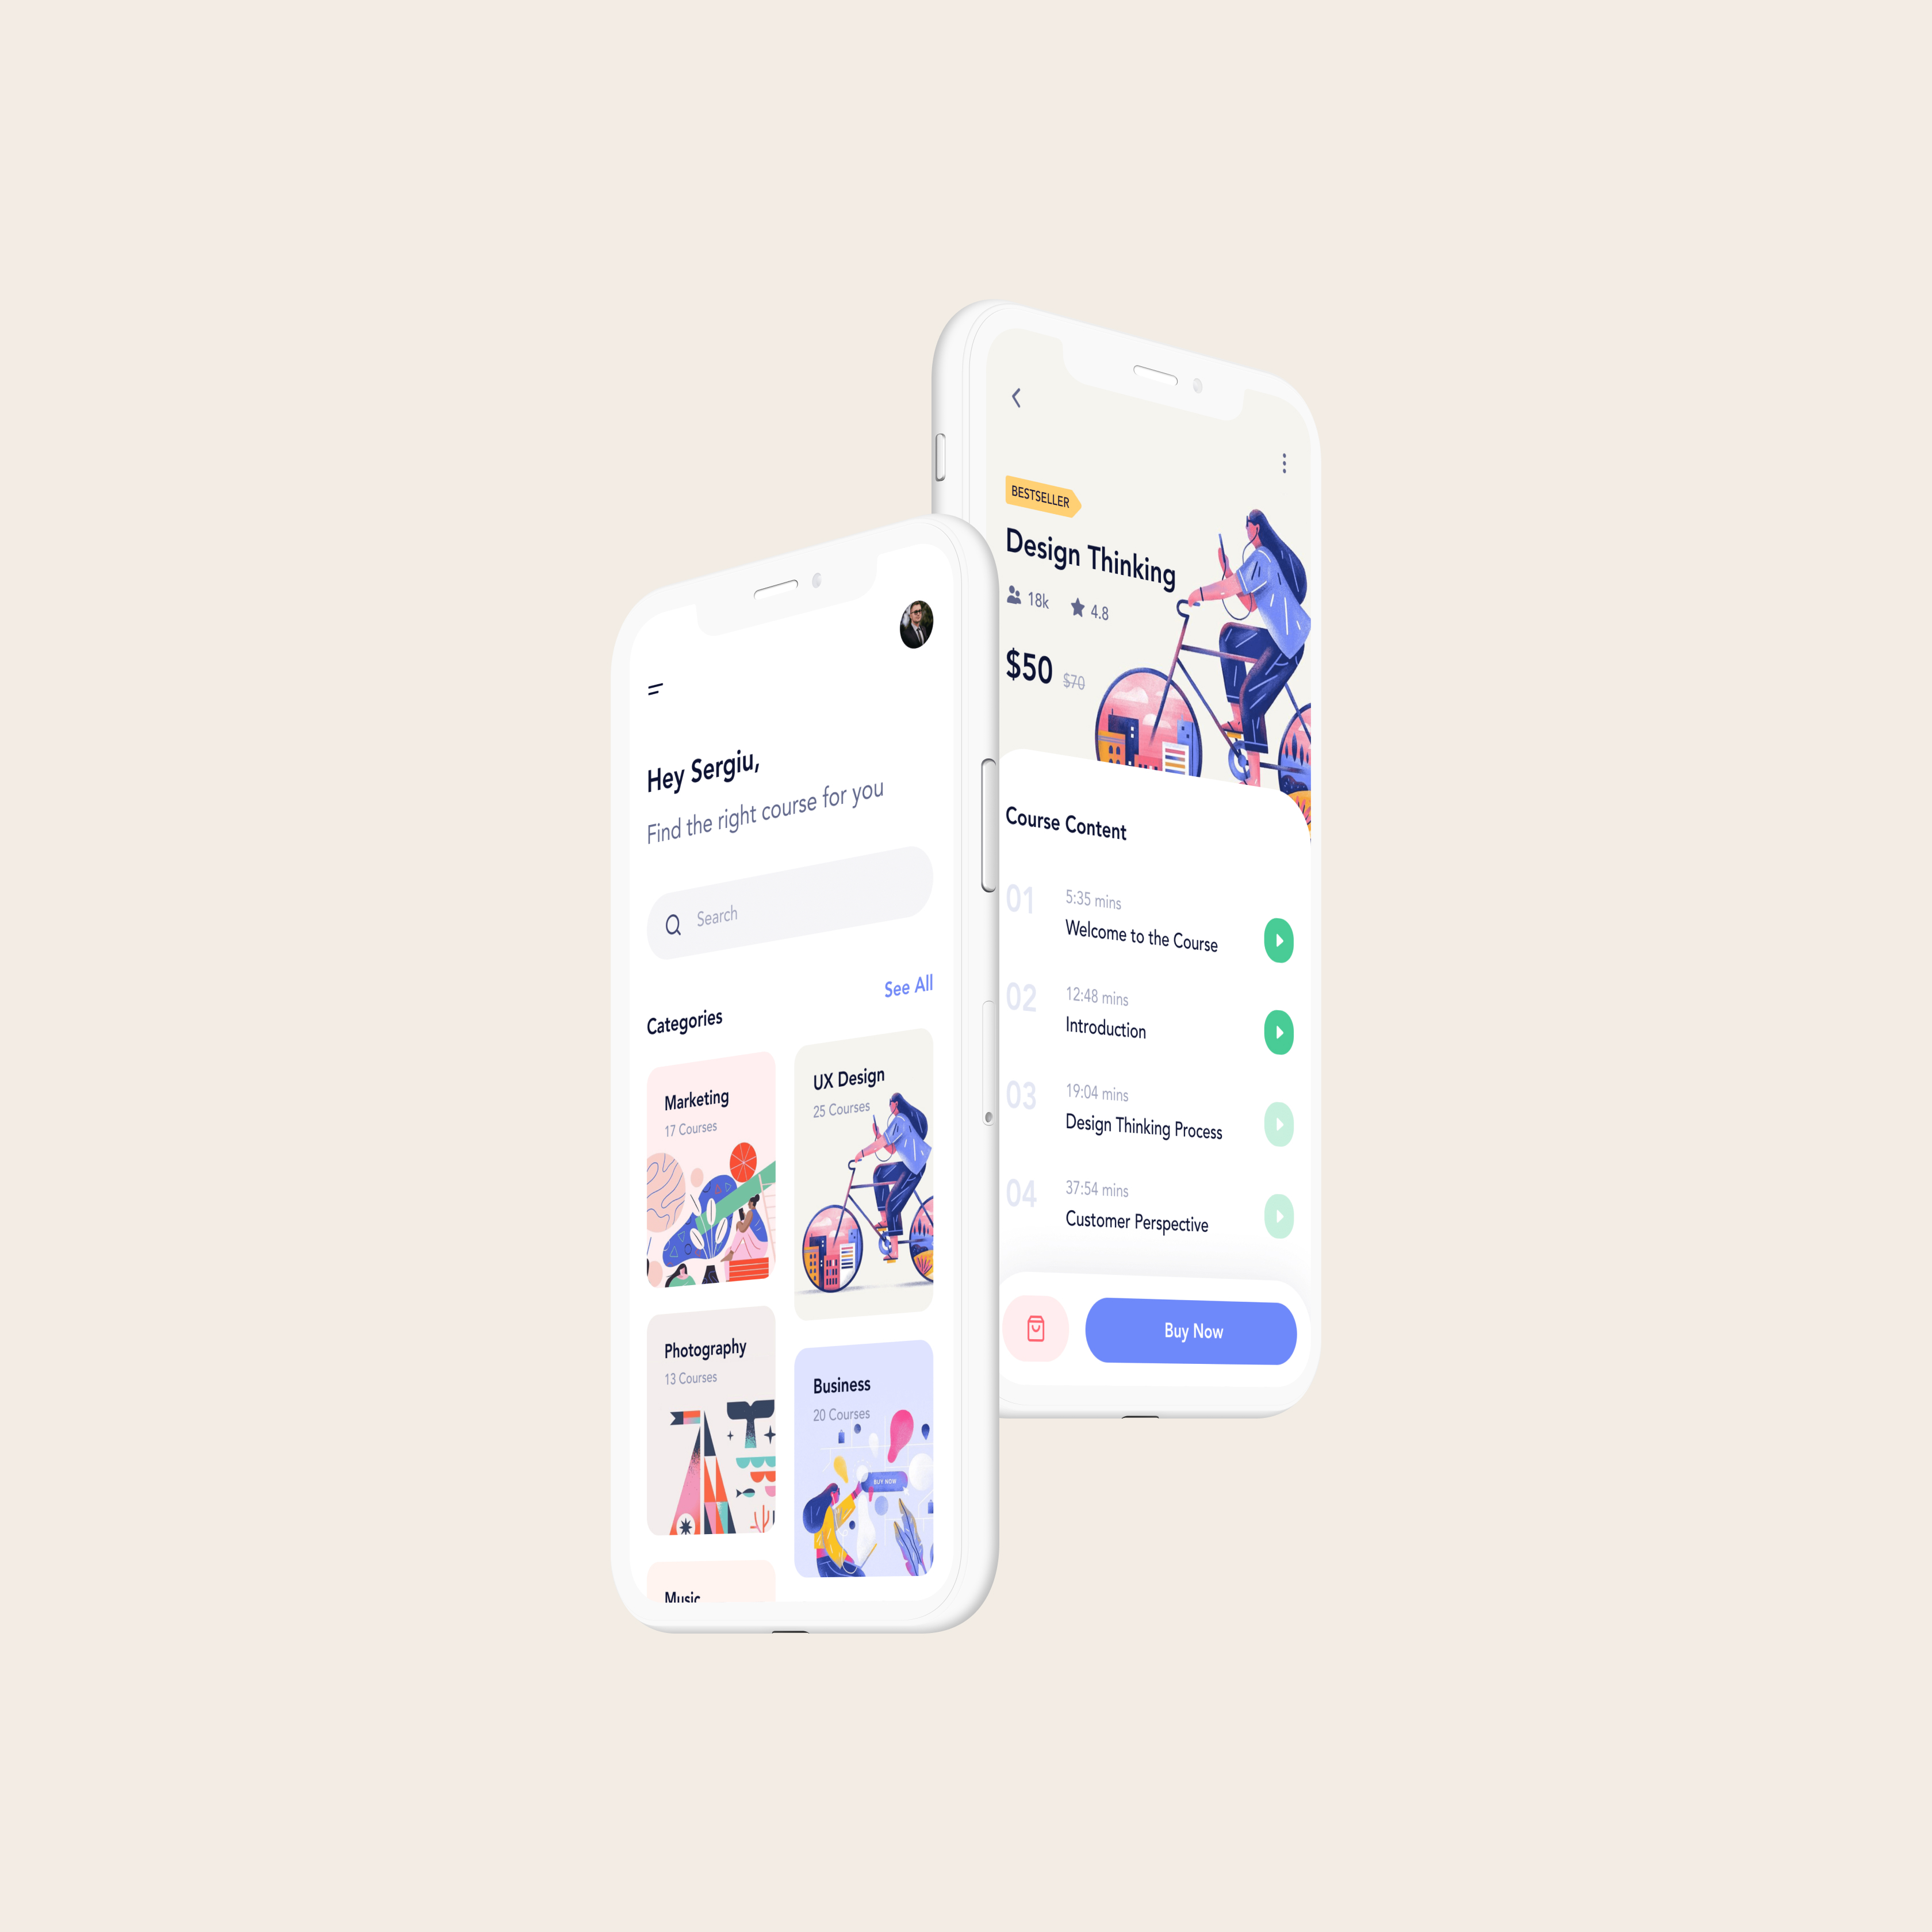 Hey Sergiu,
Find the right course for you
Search
Categories
See All
Marketing
17 Courses
UX Design
25 Courses
Photography
13 Courses
Business
20 Courses
BUY NOW
Music
BESTSELLER
Design Thinking
18k 4.8
$50 $70
Course Content
01
5:35 mins
Welcome to the Course
02
12:48 mins
Introduction
03
19:04 mins
Design Thinking Process
04
37:54 mins
Customer Perspective
Buy Now